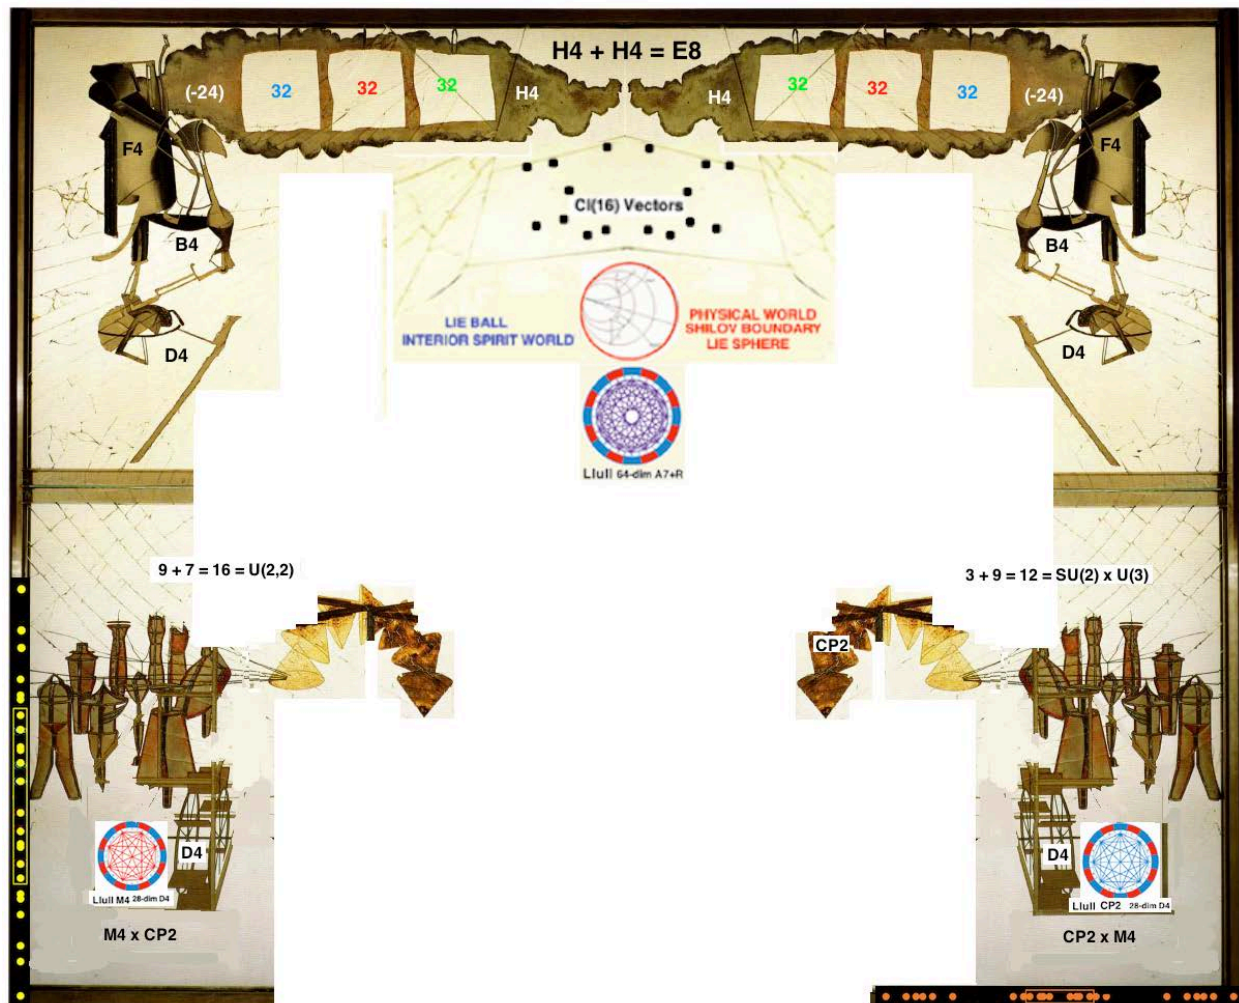 H4 + H4 = E8
(-24) 32 32 32 H4
H4 32 32 32 (-24)
F4
F4
Cl(16) Vectors
B4
B4
LIE BALL
INTERIOR SPIRIT WORLD
PHYSICAL WORLD
SHILOV BOUNDARY
LIE SPHERE
D4
D4
Llull 64-dim A7+R
9 + 7 = 16 = U(2,2)
3 + 9 = 12 = SU(2) x U(3)
CP2
D4
D4
Llull M4 28-dim D4
Llull CP2 28-dim D4
M4 x CP2
CP2 x M4